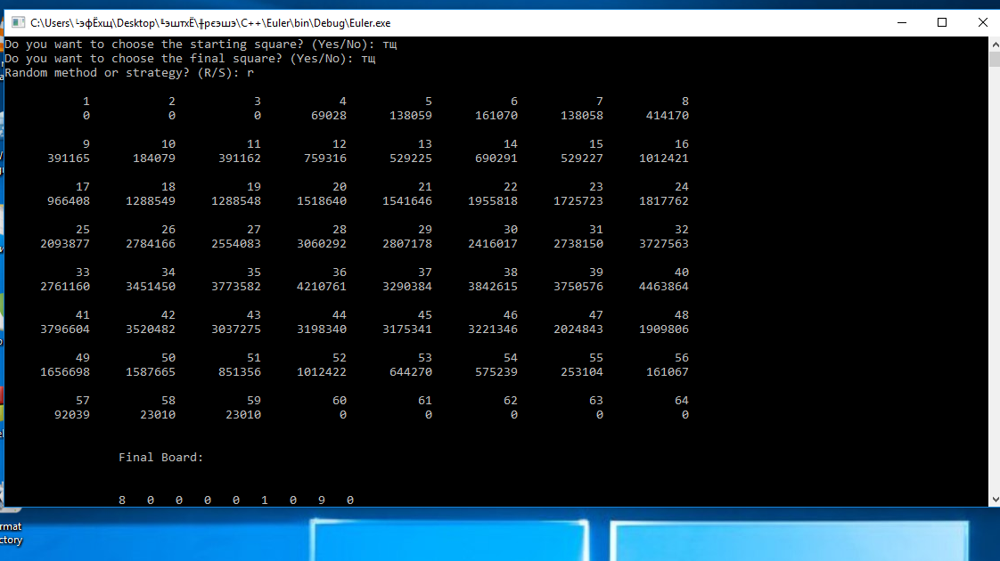 C:\Users\└эфЁхщ\Desktop\╘эштхЁ\╫рєэшэ\C++\Euler\bin\Debug\Euler.exe
Do you want to choose the starting square? (Yes/No): тщ
Do you want to choose the final square? (Yes/No): тщ
Random method or strategy? (R/S): r
1 2 3 4 5 6 7 8
0 0 0 69028 138059 161070 138058 414170
9 10 11 12 13 14 15 16
391165 184079 391162 759316 529225 690291 529227 1012421
17 18 19 20 21 22 23 24
966408 1288549 1288548 1518640 1541646 1955818 1725723 1817762
25 26 27 28 29 30 31 32
2093877 2784166 2554083 3060292 2807178 2416017 2738150 3727563
33 34 35 36 37 38 39 40
2761160 3451450 3773582 4210761 3290384 3842615 3750576 4463864
41 42 43 44 45 46 47 48
3796604 3520482 3037275 3198340 3175341 3221346 2024843 1909806
49 50 51 52 53 54 55 56
1656698 1587665 851356 1012422 644270 575239 253104 161067
57 58 59 60 61 62 63 64
92039 23010 23010 0 0 0 0 0
Final Board:
8 0 0 0 0 1 0 9 0
rmat
ctory